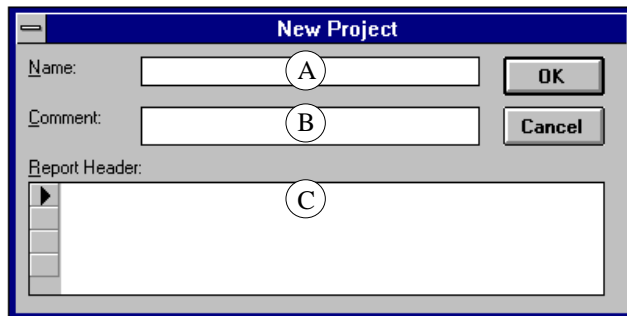 New Project
Name: A OK
Comment: B Cancel
Report Header:
C